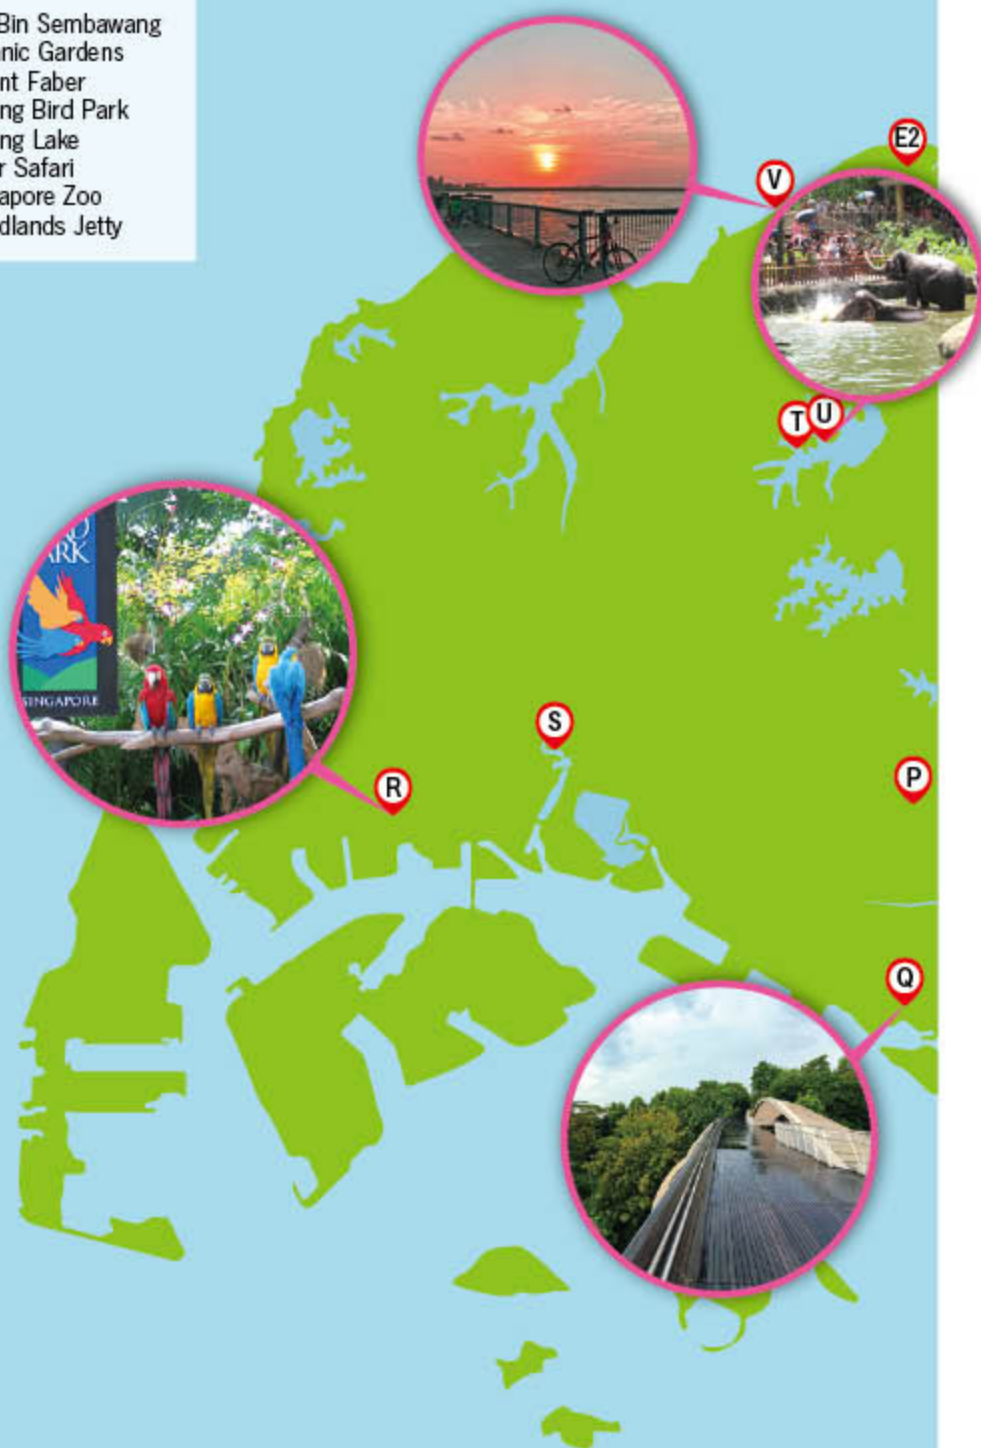 Bin Sembawang
nic Gardens
nt Faber
ng Bird Park
ng Lake
r Safari
apore Zoo
dlands Jetty
E2
V
T U
ARK
SINGAPORE
S
R
P
Q